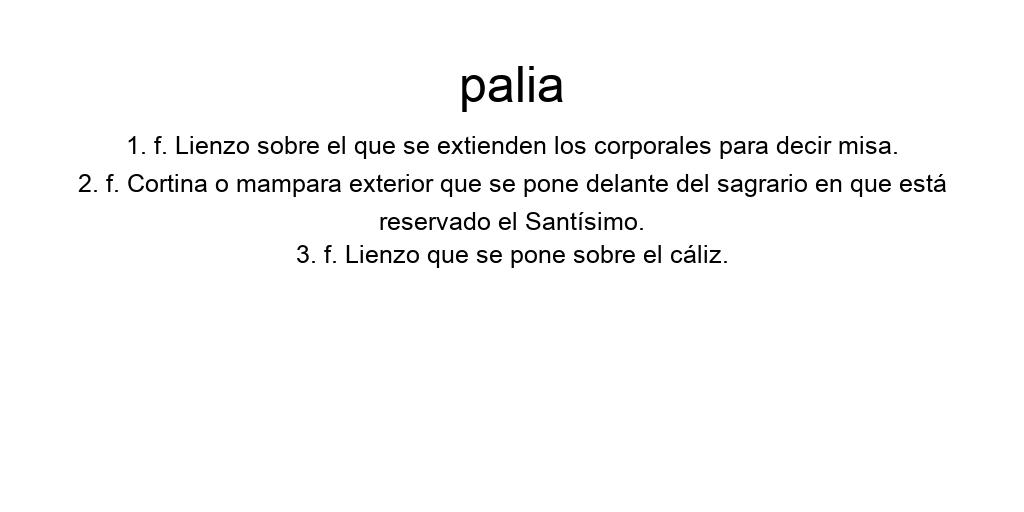 palia
1. f. Lienzo sobre el que se extienden los corporales para decir misa.
2. f. Cortina o mampara exterior que se pone delante del sagrario en que está
reservado el Santísimo.
3. f. Lienzo que se pone sobre el cáliz.